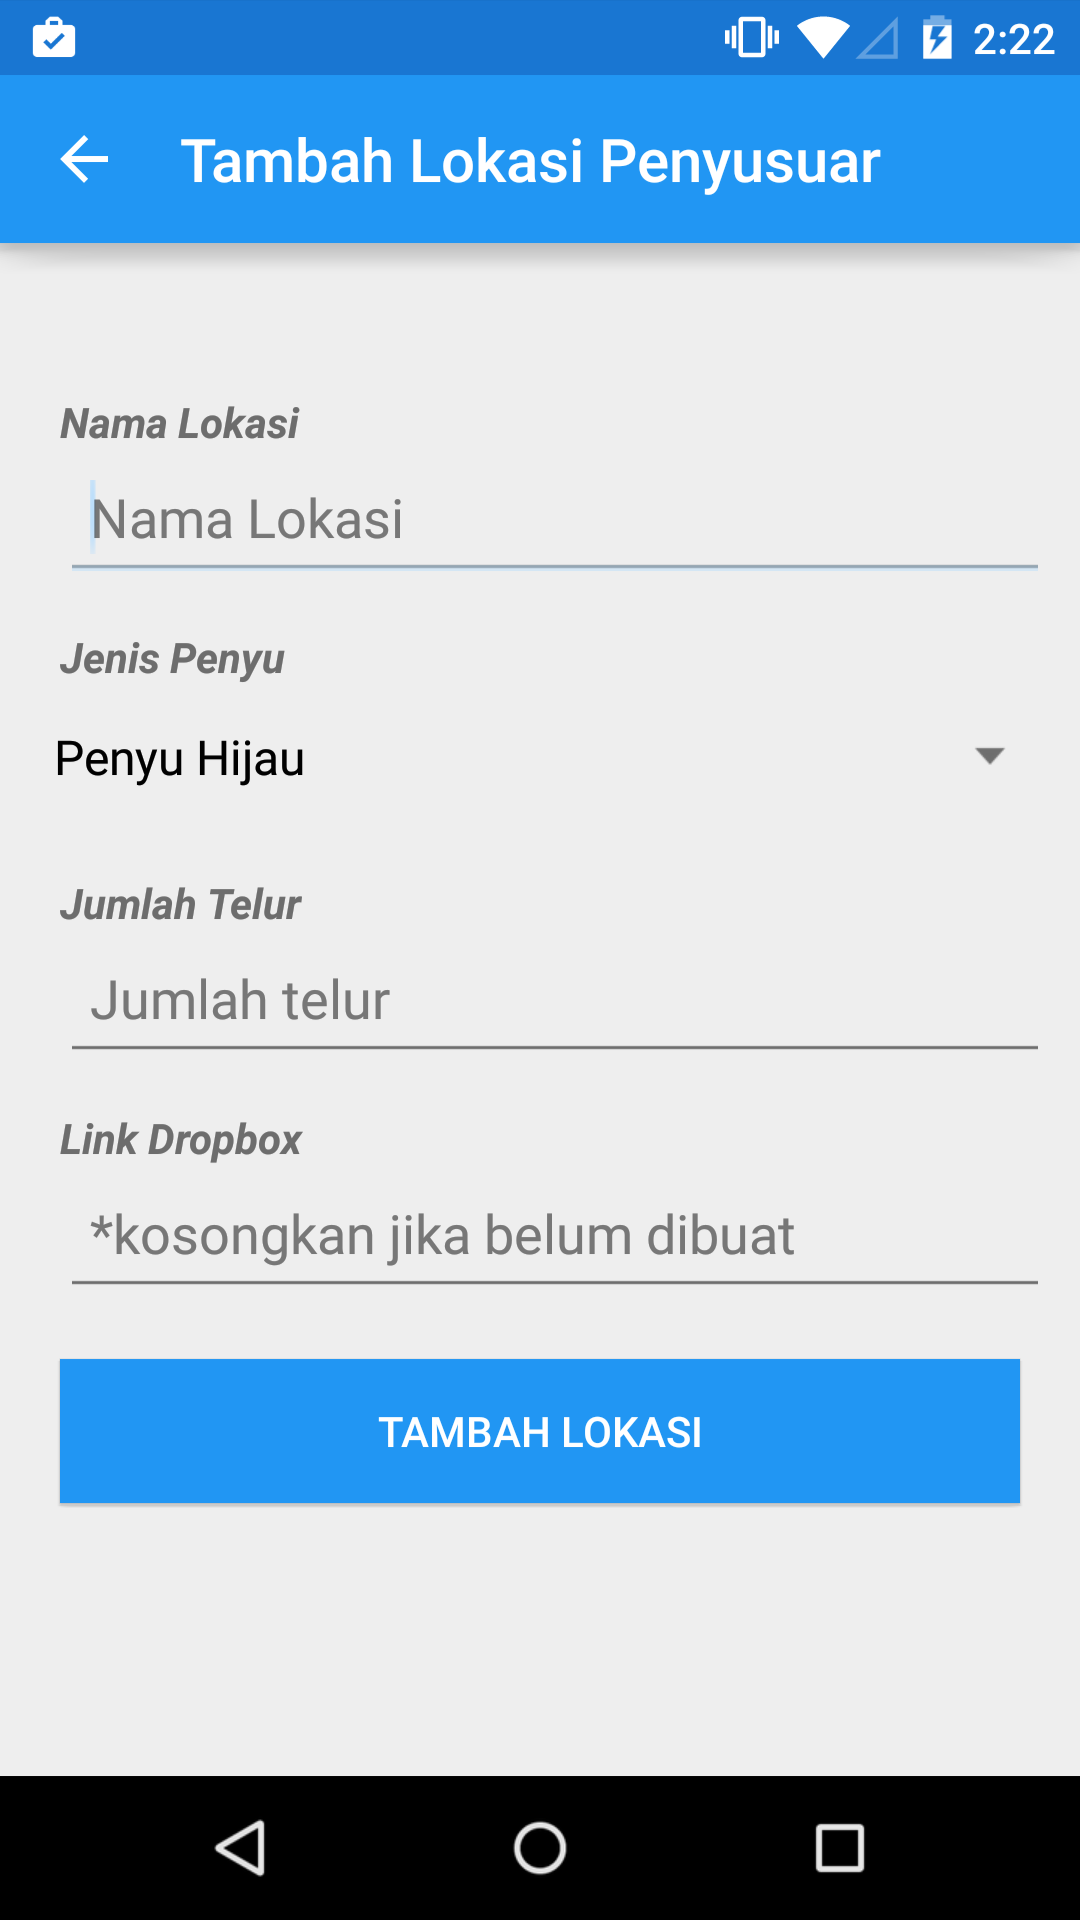 2:22
Tambah Lokasi Penyusuar
Nama Lokasi
Nama Lokasi
Jenis Penyu
Penyu Hijau
Jumlah Telur
Jumlah telur
Link Dropbox
*kosongkan jika belum dibuat
TAMBAH LOKASI